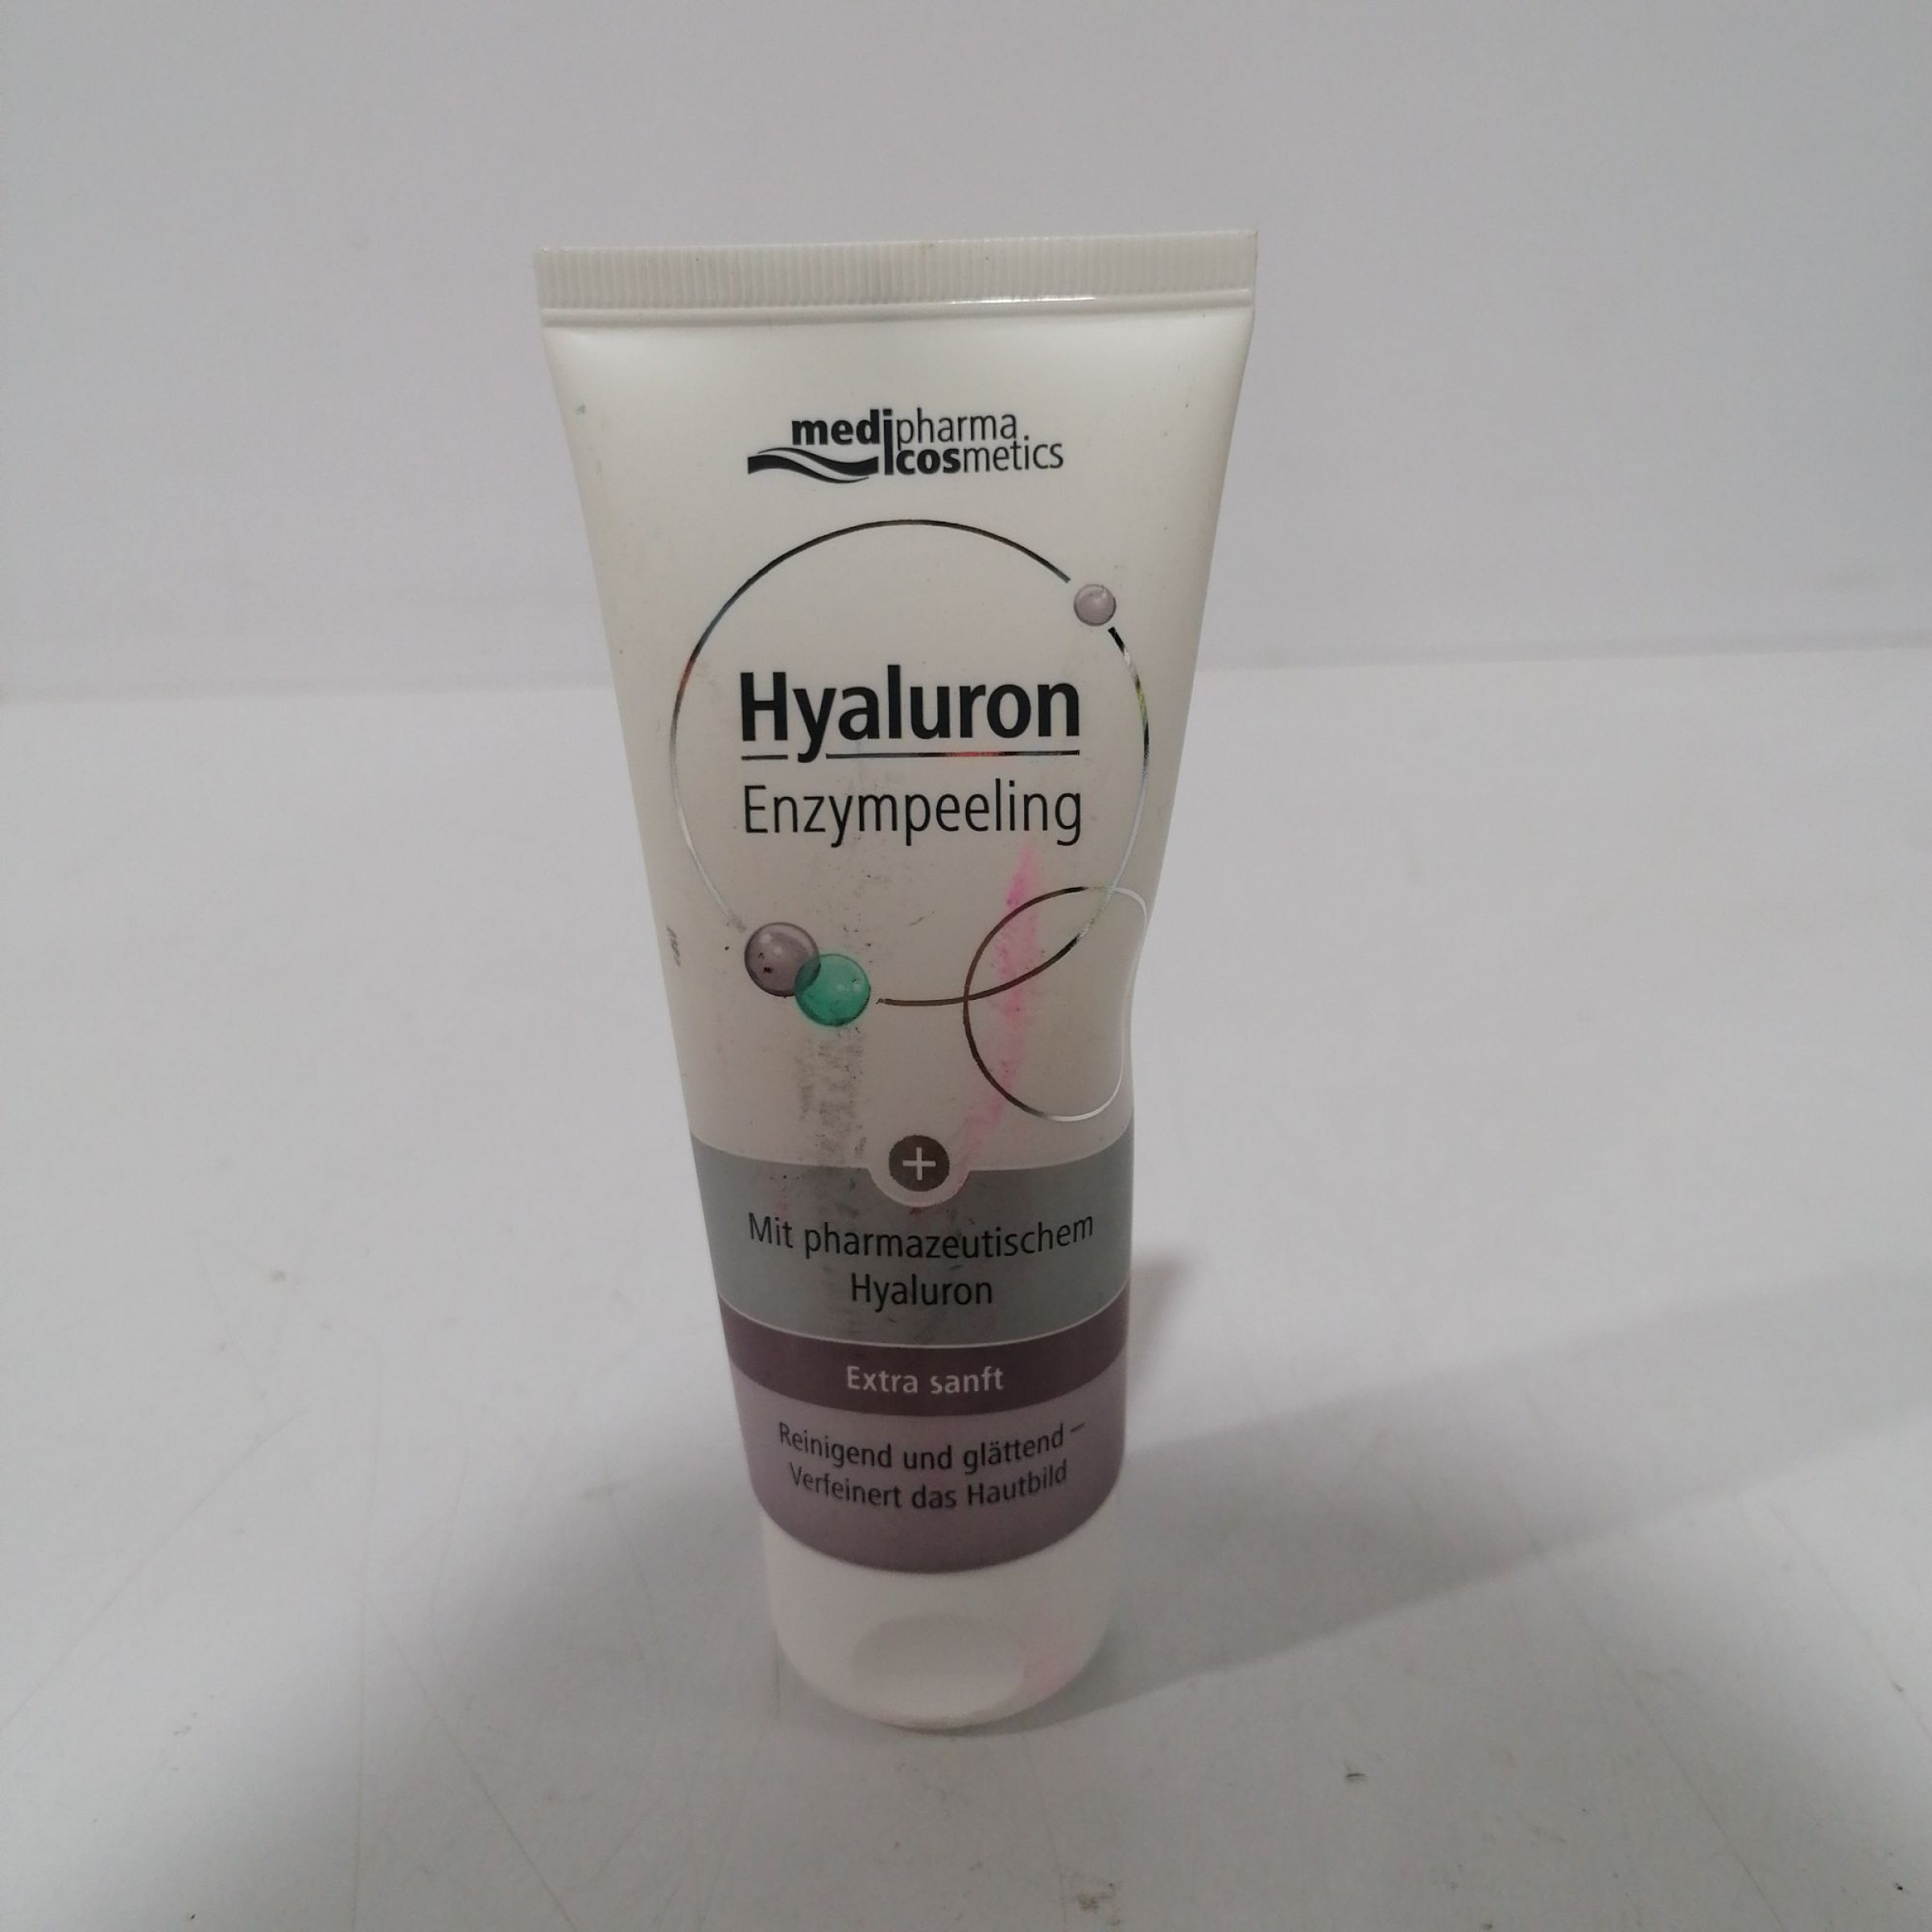 medipharma
cosmetics
Hyaluron
Enzympeeling
+
Mit pharmazeutischem
Hyaluron
Extra sanft
Reinigend und glättend –
Verfeinert das Hautbild